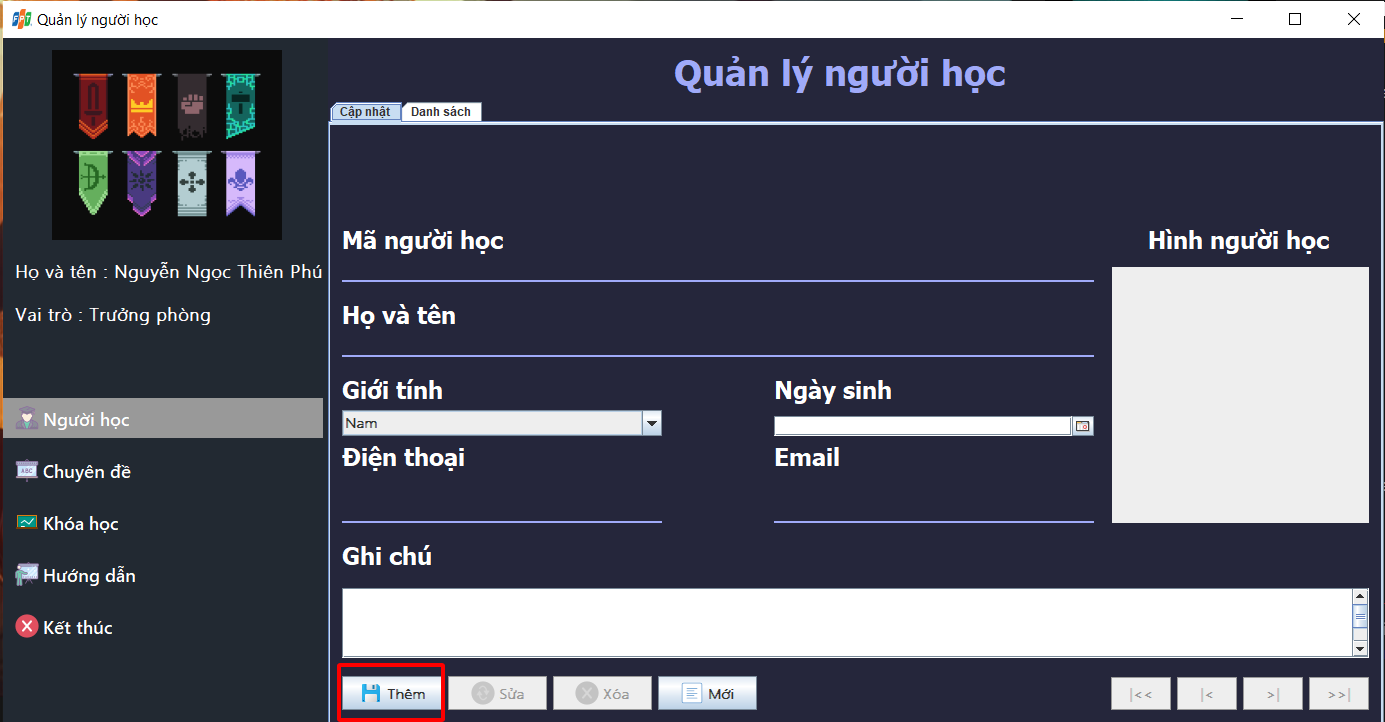 FPT Quản lý người học
Họ và tên : Nguyễn Ngọc Thiên Phú
Vai trò : Trưởng phòng
Người học
ABC Chuyên đề
Khóa học
Hướng dẫn
Kết thúc
Quản lý người học
Cập nhật Danh sách
Mã người học
Hình người học
Họ và tên
Giới tính Ngày sinh
Nam
Điện thoại Email
Ghi chú
Thêm Sửa Xóa Mới |<< |< >| >>|